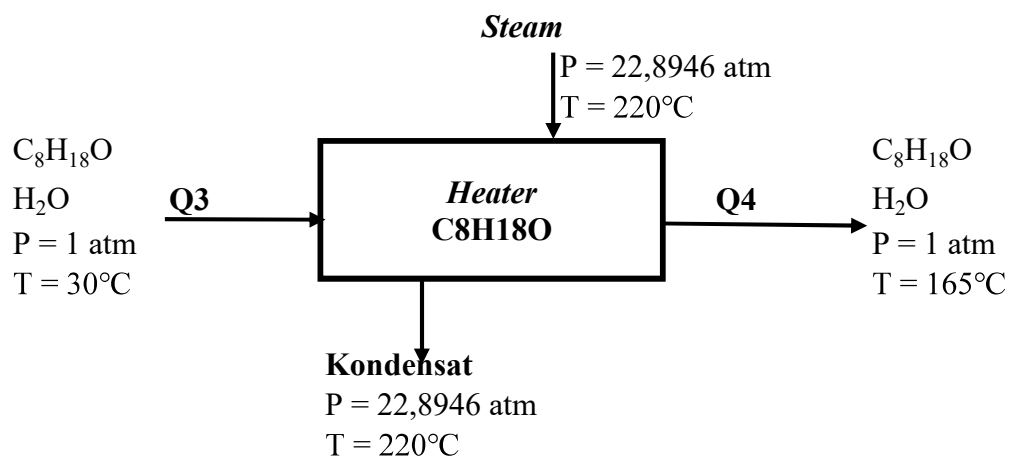 Steam
P = 22,8946 atm
T = 220℃
C₈H₁₈O
H₂O
P = 1 atm
T = 30℃
Q3
Heater
C8H18O
Q4
C₈H₁₈O
H₂O
P = 1 atm
T = 165℃
Kondensat
P = 22,8946 atm
T = 220℃